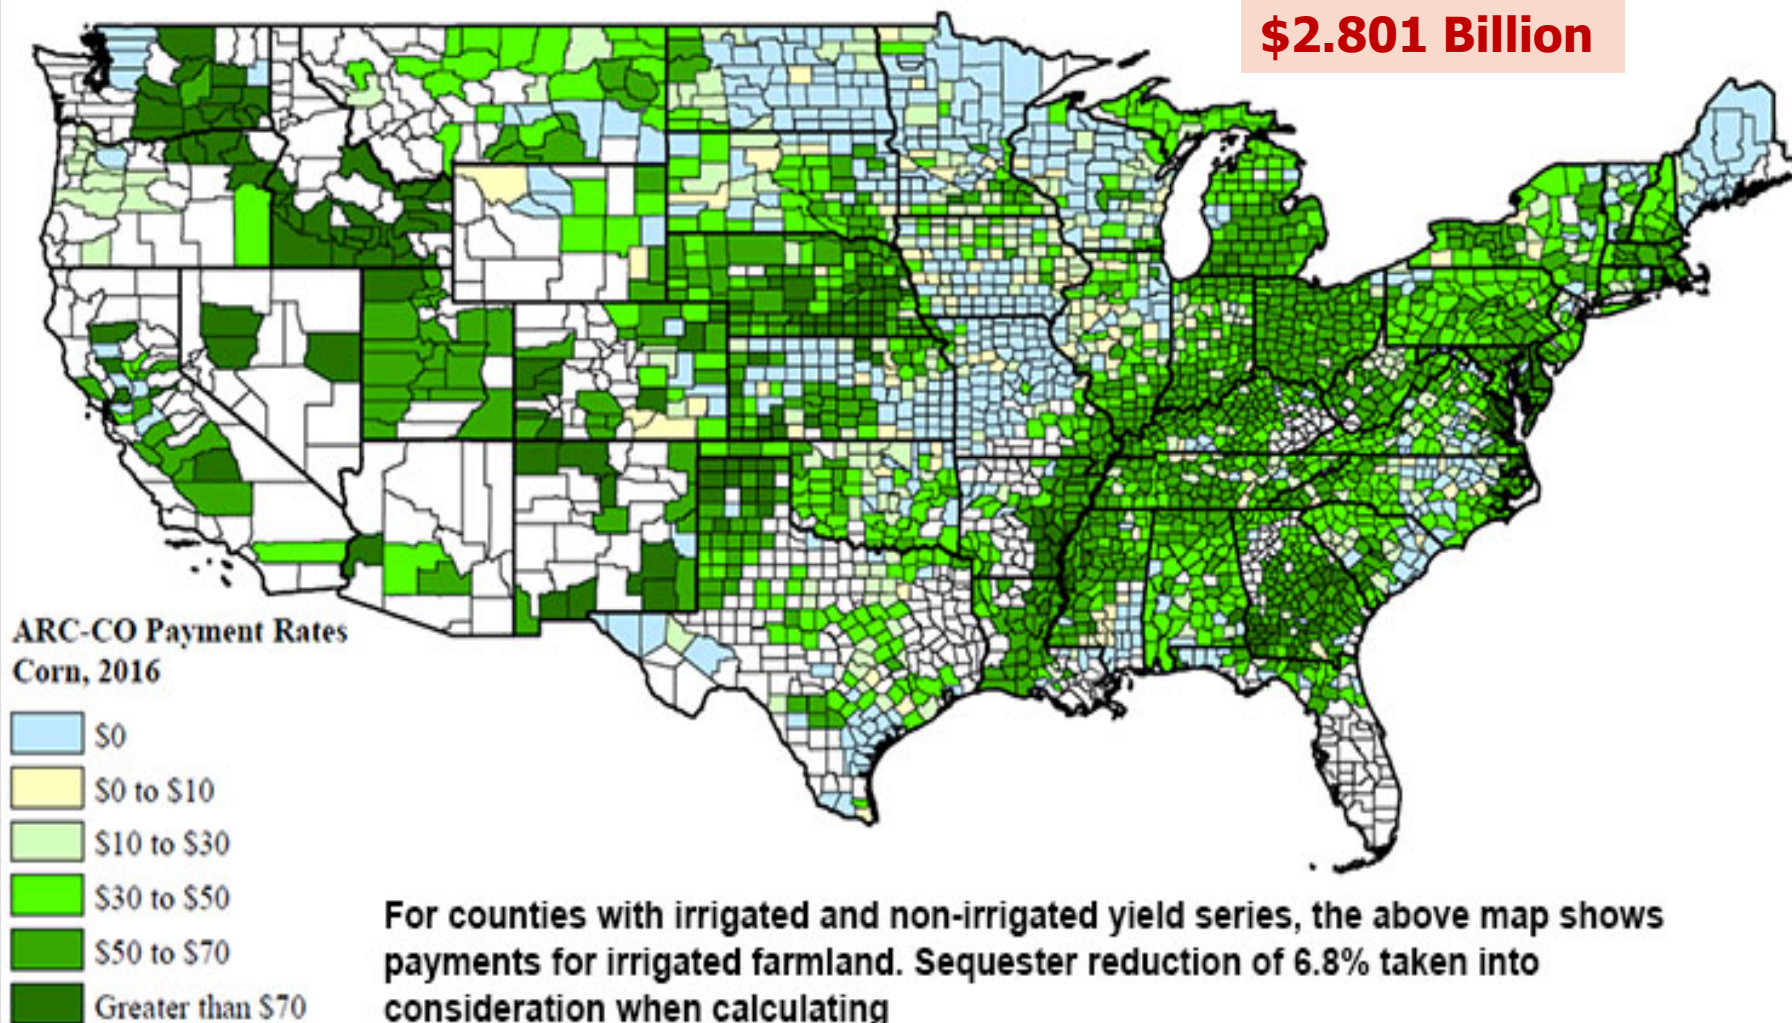 $2.801 Billion
ARC-CO Payment Rates
Corn, 2016
$0
$0 to $10
$10 to $30
$30 to $50
$50 to $70
Greater than $70
For counties with irrigated and non-irrigated yield series, the above map shows
payments for irrigated farmland. Sequester reduction of 6.8% taken into
consideration when calculating